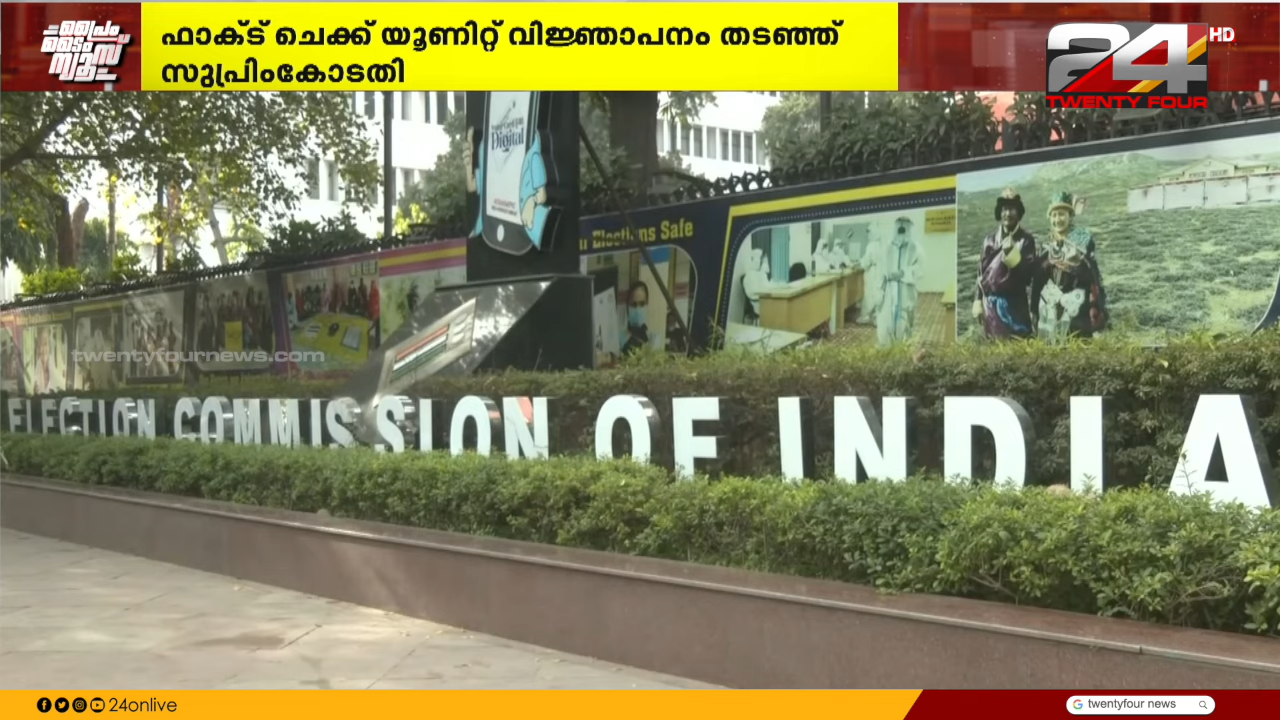 പ്രൈം
ടൈം
ന്യൂസ്
ഫാക്ട് ചെക്ക് യൂണിറ്റ് വിജ്ഞാപനം തടഞ്ഞ്
സുപ്രിംകോടതി
24 HD
TWENTY FOUR
Digital
Elections Safe
twentyfournews.com
ELECTION COMMISSION OF INDIA
24onlive
twentyfour news